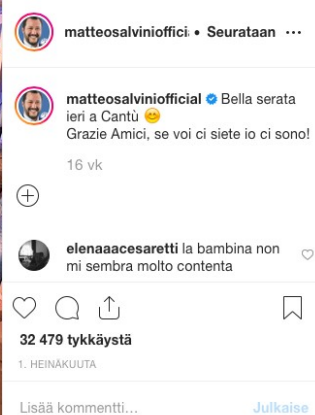 matteosalvinioffici • Seurataan ...
matteosalviniofficial Bella serata
ieri a Cantù 😊
Grazie Amici, se voi ci siete io ci sono!
16 vk
elenaaacesaretti la bambina non
mi sembra molto contenta
32 479 tykkäystä
1. HEINÄKUUTA
Lisää kommentti... Julkaise